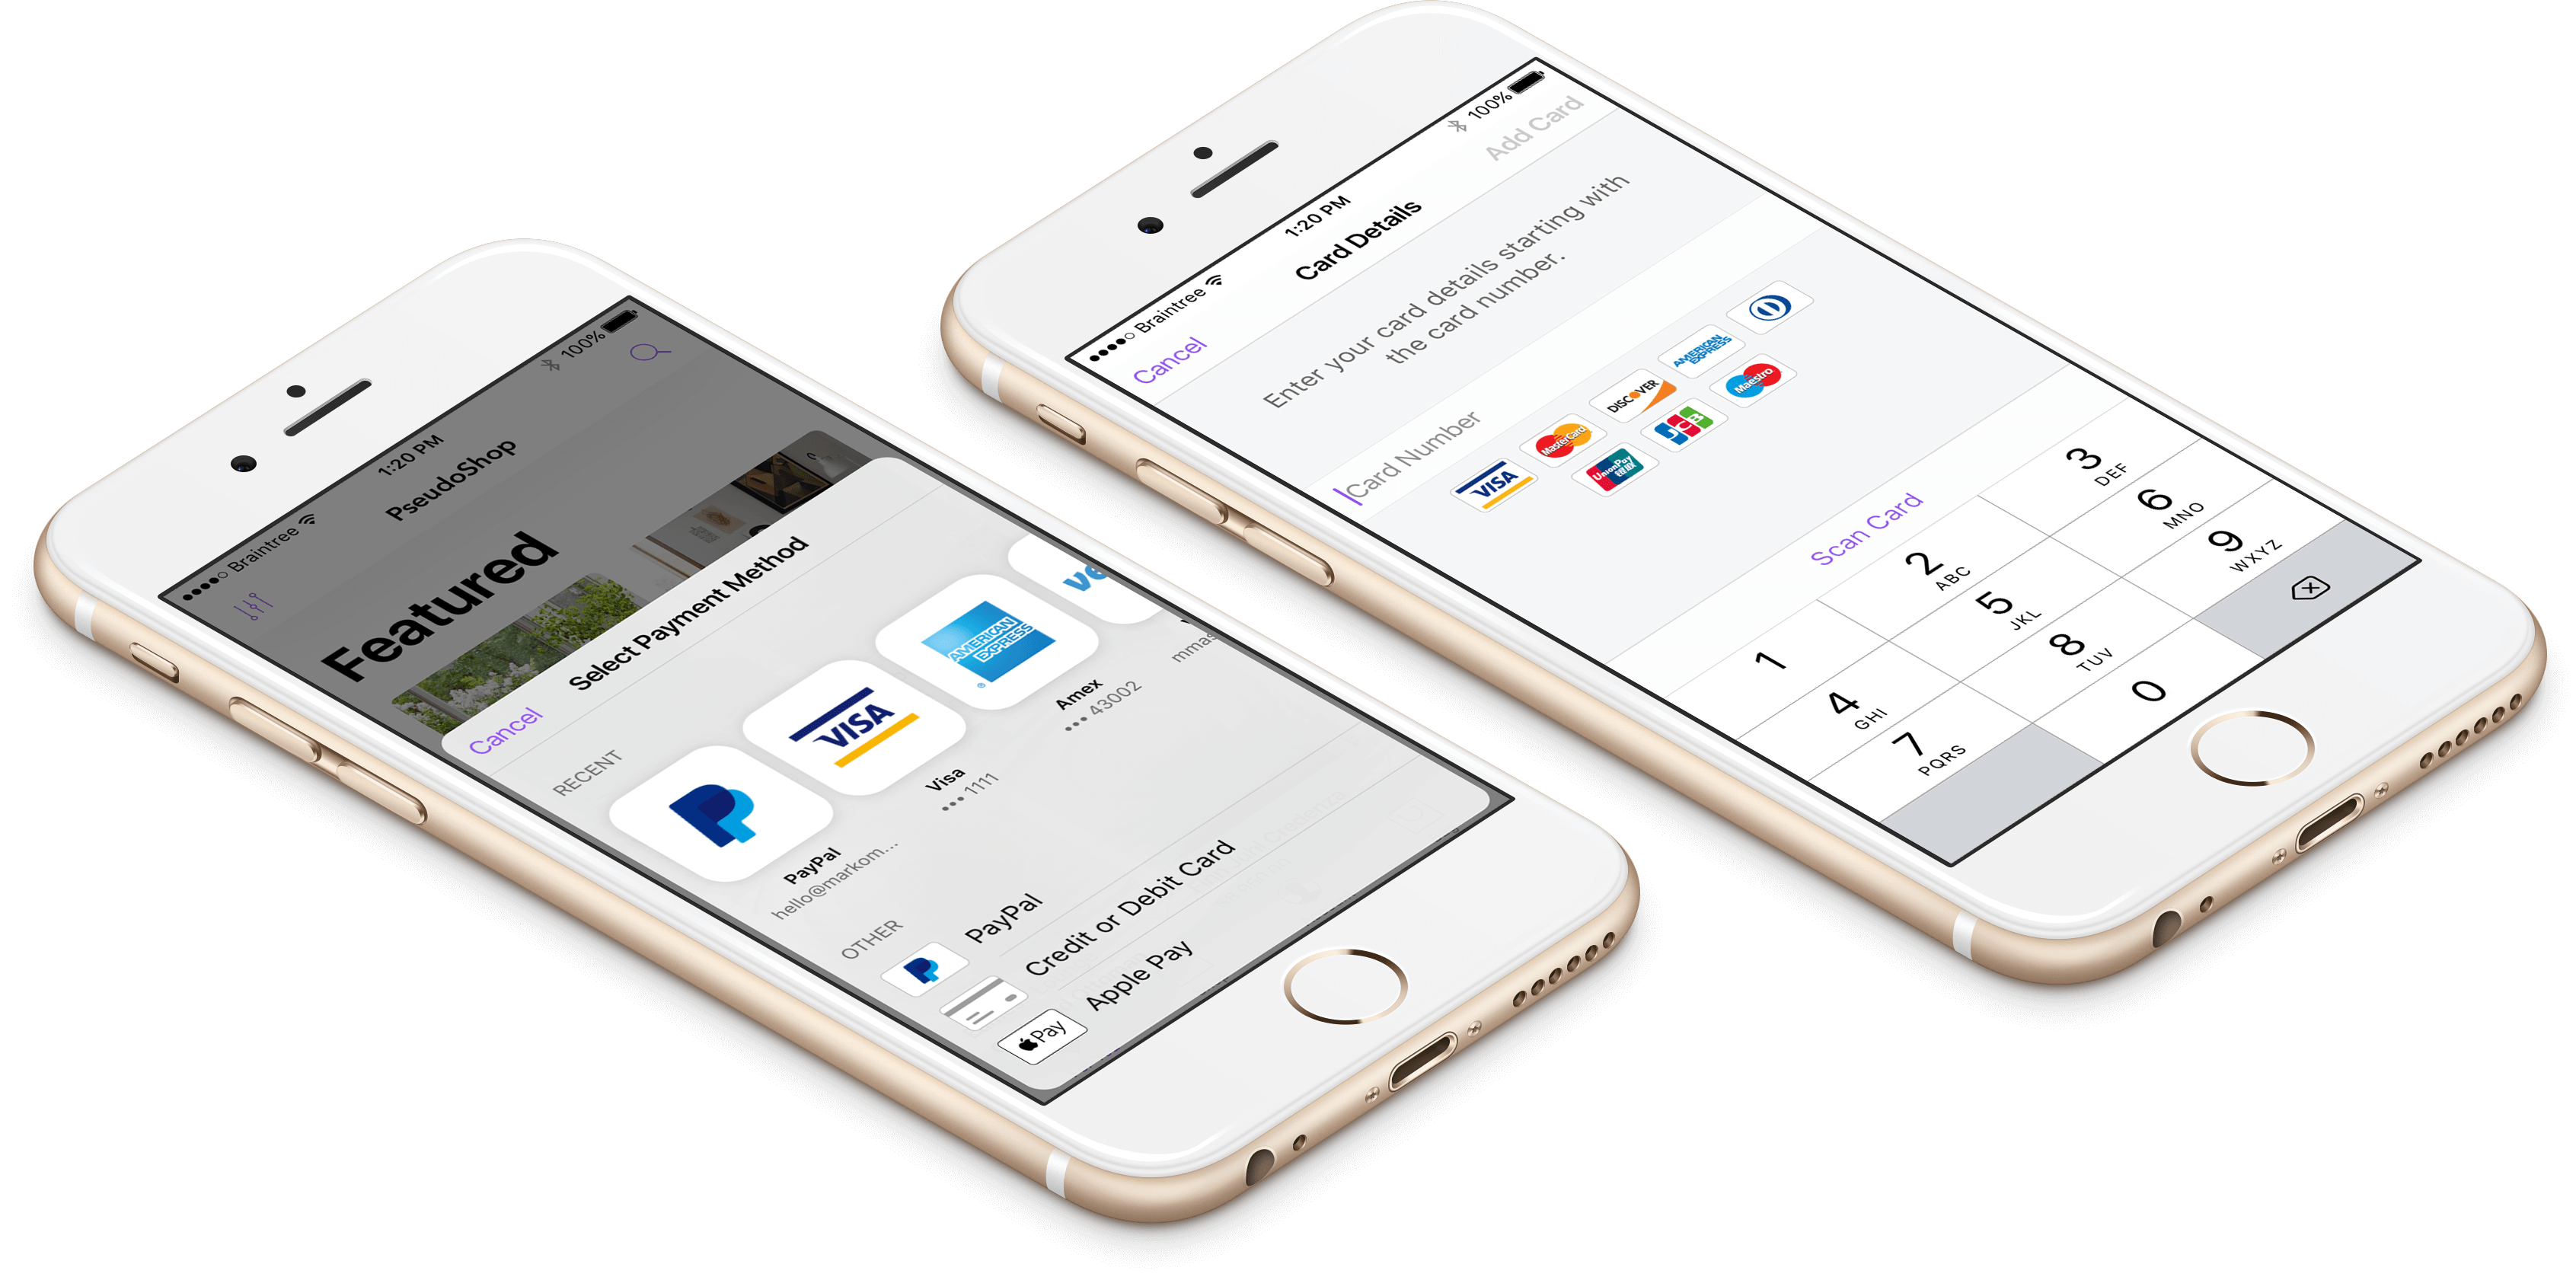 Braintree
1:20 PM
100%
PseudoShop
Featured
Cancel
Select Payment Method
RECENT
PayPal
hello@markom...
VISA
Visa
••• 1111
AMERICAN
EXPRESS
®
Amex
••• 43002
OTHER
PayPal
Credit or Debit Card
Pay
Apple Pay
Braintree
1:20 PM
100%
Cancel
Card Details
Add Card
Enter your card details starting with
the card number.
Card Number
VISA
MasterCard
DISCOVER
AMERICAN
EXPRESS
UnionPay
银联
JCB
Maestro
Scan Card
1
2
ABC
3
DEF
4
GHI
5
JKL
6
MNO
7
PQRS
8
TUV
9
WXYZ
0